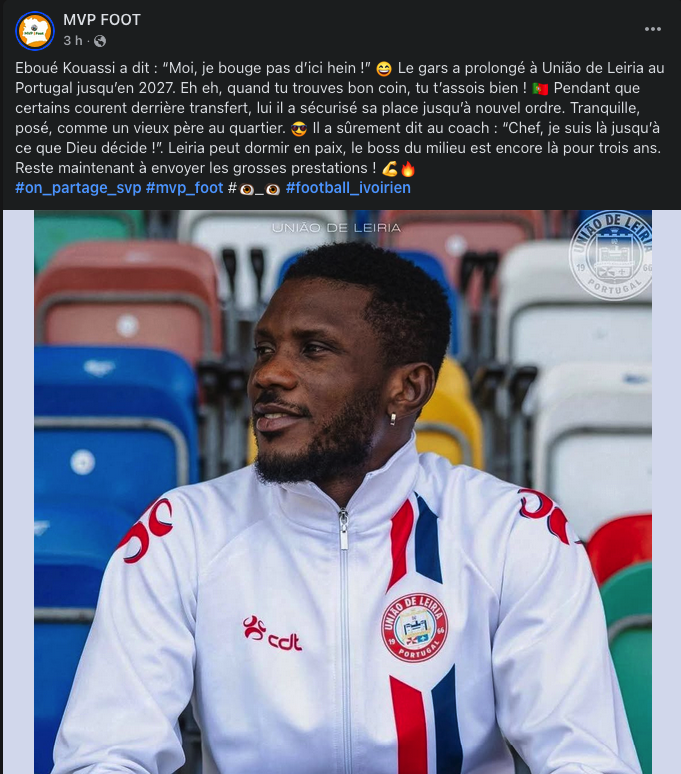 MVP FOOT
3 h ·
Eboué Kouassi a dit : “Moi, je bouge pas d’ici hein !” 😄 Le gars a prolongé à União de Leiria au
Portugal jusqu’en 2027. Eh eh, quand tu trouves bon coin, tu t’assois bien ! 🇵🇹 Pendant que
certains courent derrière transfert, lui il a sécurisé sa place jusqu’à nouvel ordre. Tranquille,
posé, comme un vieux père au quartier. 😎 Il a sûrement dit au coach : “Chef, je suis là jusqu’à
ce que Dieu décide !”. Leiria peut dormir en paix, le boss du milieu est encore là pour trois ans.
Reste maintenant à envoyer les grosses prestations ! 💪🔥
#on_partage_svp #mvp_foot #👁️_👁️ #football_ivoirien
UNIÃO DE LEIRIA
UNIÃO DE LEIRIA
19 66
PORTUGAL
cdt
UNIÃO DE LEIRIA
19 66
PORTUGAL